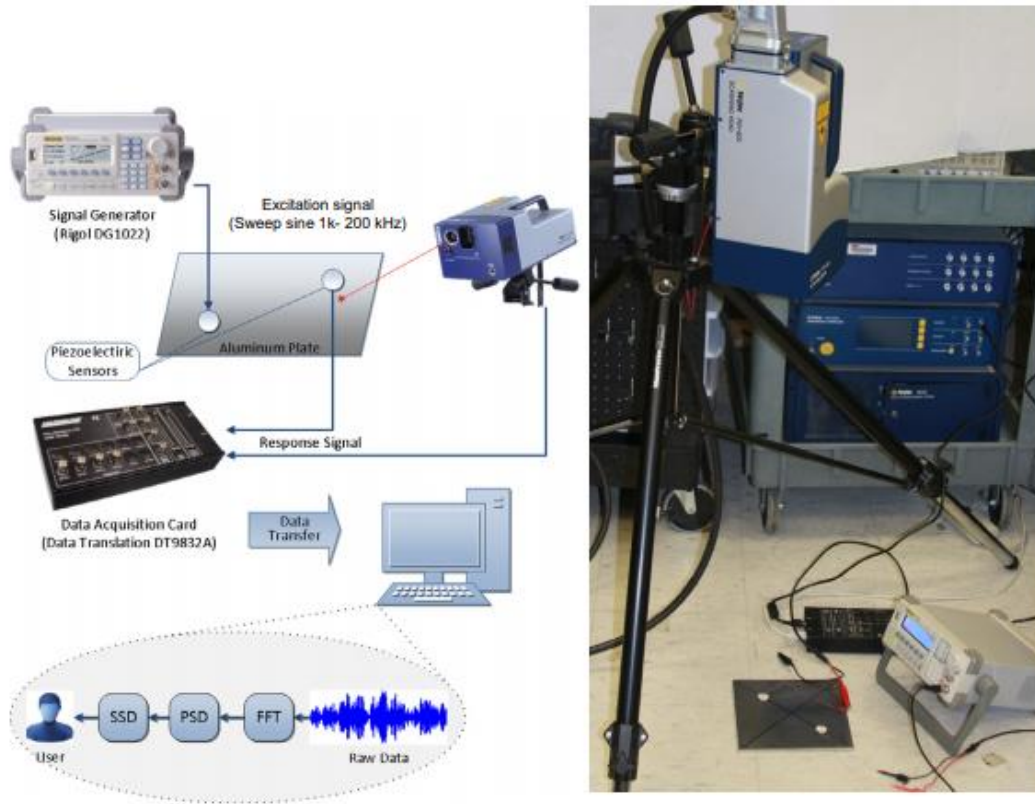 Signal Generator
(Rigol DG1022)
Excitation signal
(Sweep sine 1k- 200 kHz)
Aluminum Plate
Piezoelectiric
Sensors
Response Signal
Data Acquisition Card
(Data Translation DT9832A)
Data
Transfer
SSD
PSD
FFT
User
Raw Data